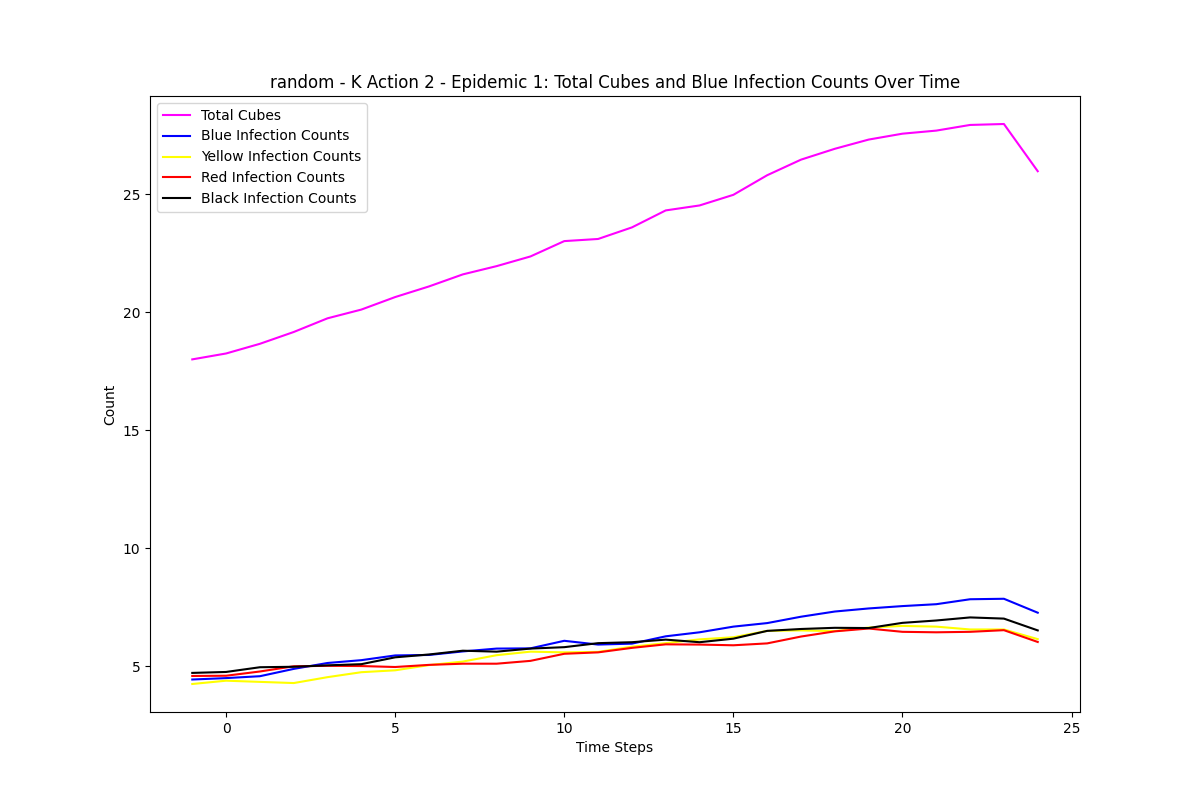 random - K Action 2 - Epidemic 1: Total Cubes and Blue Infection Counts Over Time
Total Cubes
Blue Infection Counts
Yellow Infection Counts
Red Infection Counts
Black Infection Counts
25
20
15
10
5
Count
0 5 10 15 20 25
Time Steps